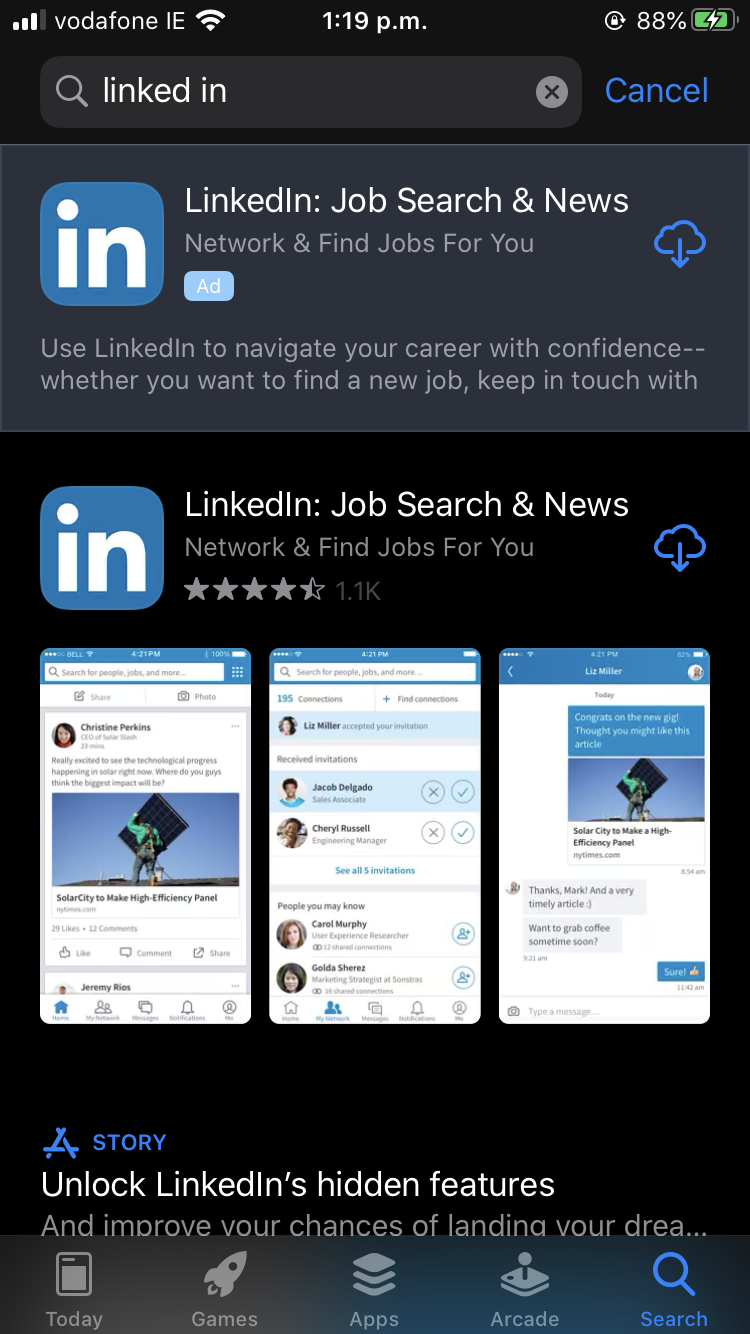 vodafone IE 1:19 p.m. 88%
linked in Cancel
in LinkedIn: Job Search & News
Network & Find Jobs For You
Ad
Use LinkedIn to navigate your career with confidence--
whether you want to find a new job, keep in touch with
in LinkedIn: Job Search & News
Network & Find Jobs For You
1.1K
BELL 4:21 PM 100%
Search for people, jobs, and more...
Share Photo
Christine Perkins
CEO of Solar Slash
23 mins
Really excited to see the technological progress
happening in solar right now. Where do you guys
think the biggest impact will be?
SolarCity to Make High-Efficiency Panel
nytimes.com
29 Likes • 12 Comments
Like Comment Share
Jeremy Rios
Home My Network Messages Notifications Me
4:21 PM
Search for people, jobs, and more...
195 Connections + Find connections
Liz Miller accepted your invitation
Received invitations
Jacob Delgado
Sales Associate
Cheryl Russell
Engineering Manager
See all 5 invitations
People you may know
Carol Murphy
User Experience Researcher
12 shared connections
Golda Sherez
Marketing Strategist at Sonstras
16 shared connections
Home My Network Messages Notifications Me
4:21 PM 82%
Liz Miller
Today
Congrats on the new gig!
Thought you might like this
article
Solar City to Make a High-
Efficiency Panel
nytimes.com
8:54 am
Thanks, Mark! And a very
timely article :)
Want to grab coffee
sometime soon?
9:21 am
Sure! 👍
11:42 am
Type a message...
STORY
Unlock LinkedIn’s hidden features
And improve your chances of landing your drea...
Today Games Apps Arcade Search